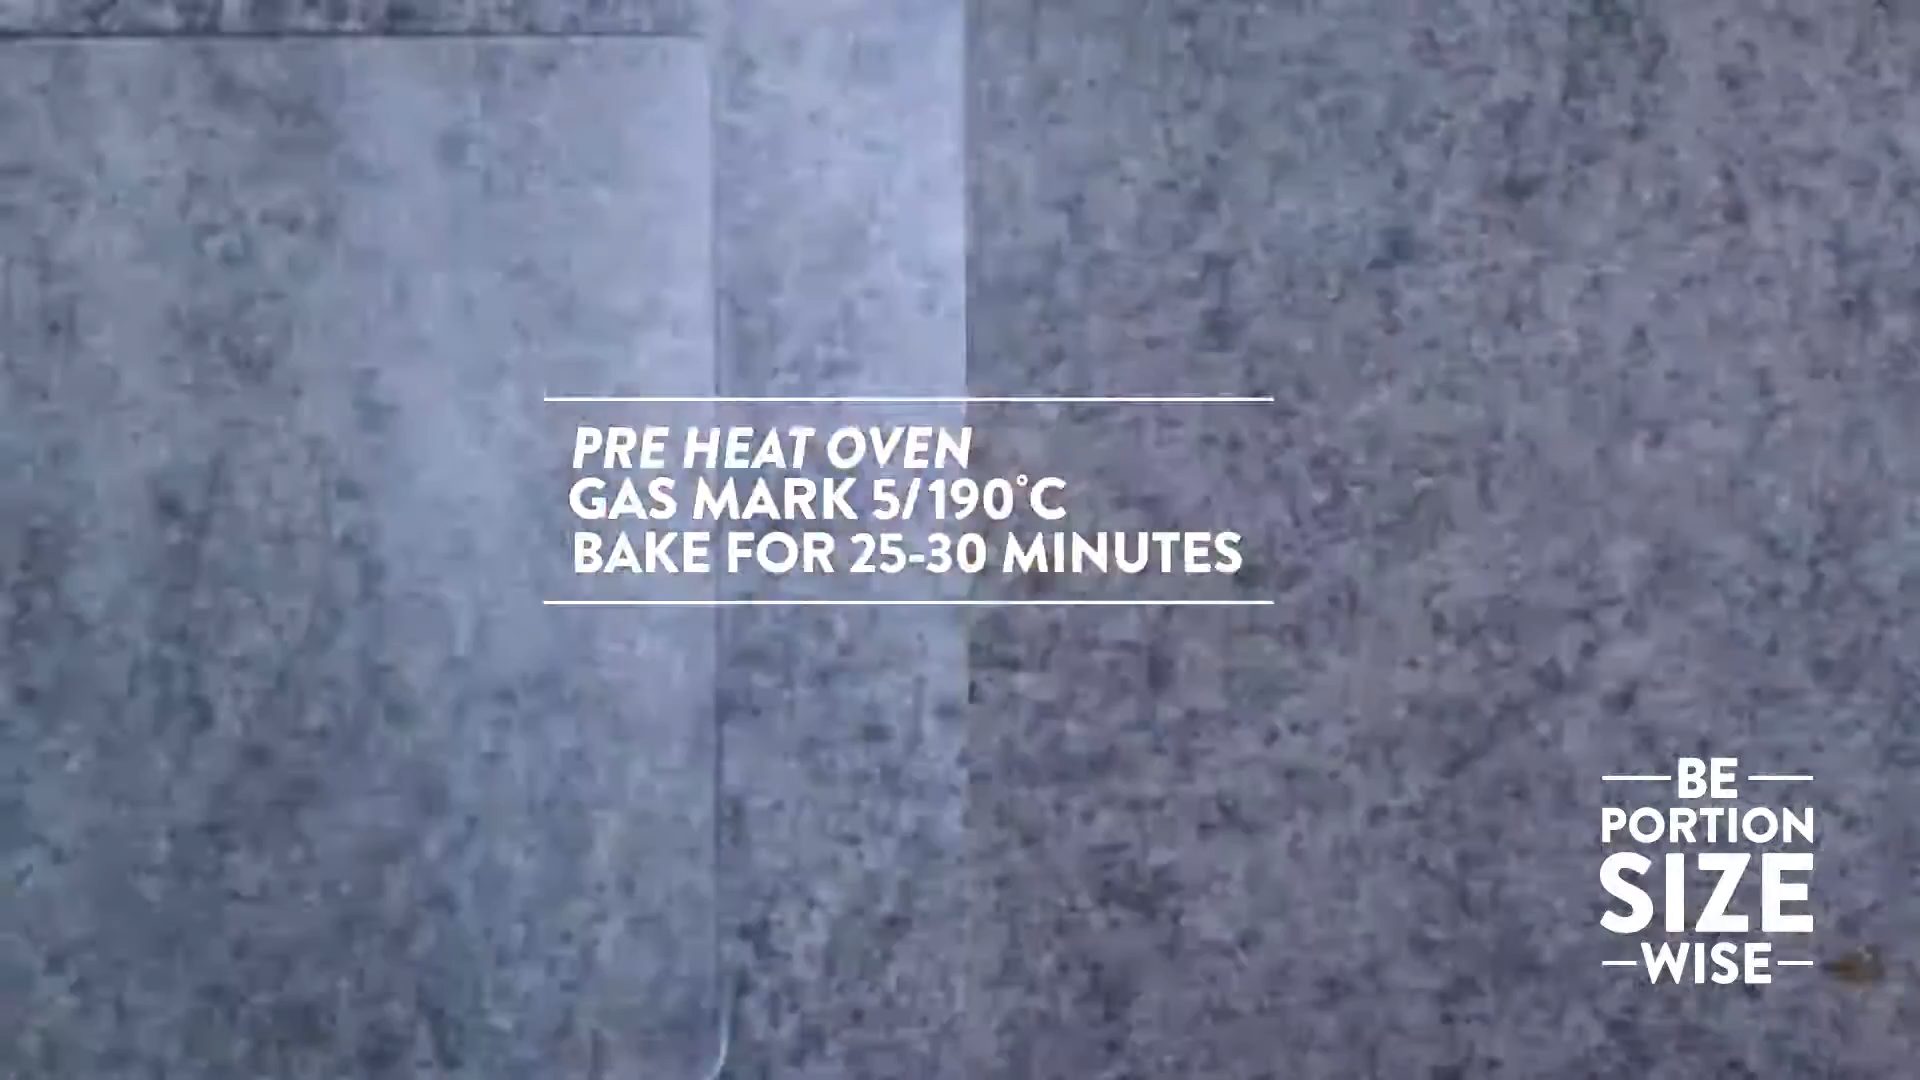 PRE HEAT OVEN
GAS MARK 5/190°C
BAKE FOR 25-30 MINUTES
BE
PORTION
SIZE
WISE